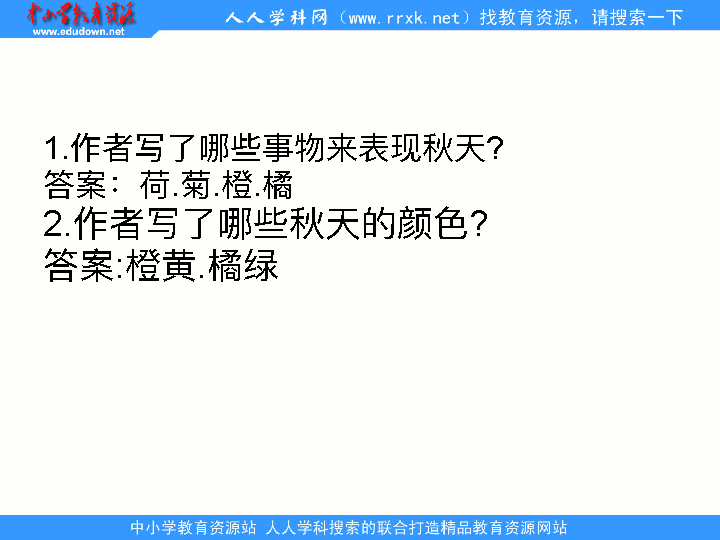 中小学教育资源
www.edudown.net
人人学科网（www.rrxk.net）找教育资源，请搜索一下
1.作者写了哪些事物来表现秋天?
答案：荷.菊.橙.橘
2.作者写了哪些秋天的颜色?
答案:橙黄.橘绿
中小学教育资源站 人人学科搜索的联合打造精品教育资源网站